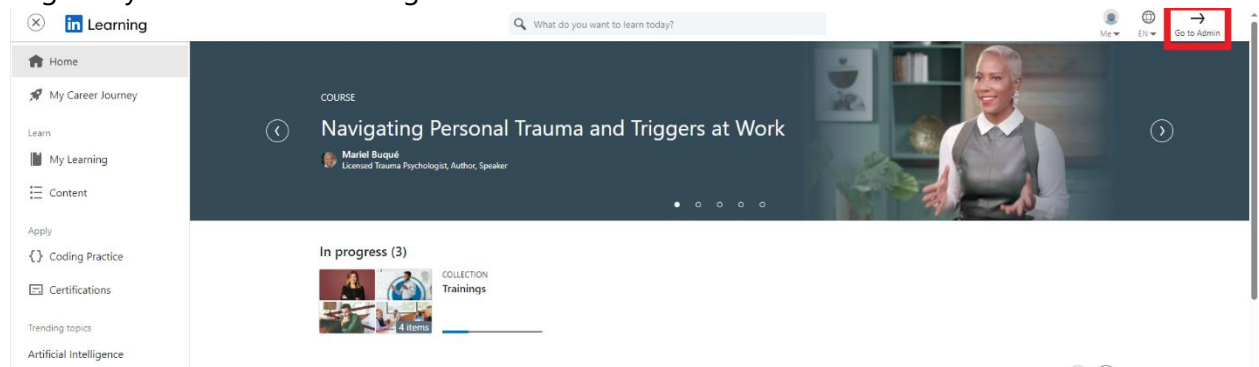 in Learning
What do you want to learn today?
Me
EN
Go to Admin
Home
My Career Journey
Learn
My Learning
Content
Apply
Coding Practice
Certifications
Trending topics
Artificial Intelligence
COURSE
Navigating Personal Trauma and Triggers at Work
Mariel Buqué
Licensed Trauma Psychologist, Author, Speaker
In progress (3)
4 items
COLLECTION
Trainings